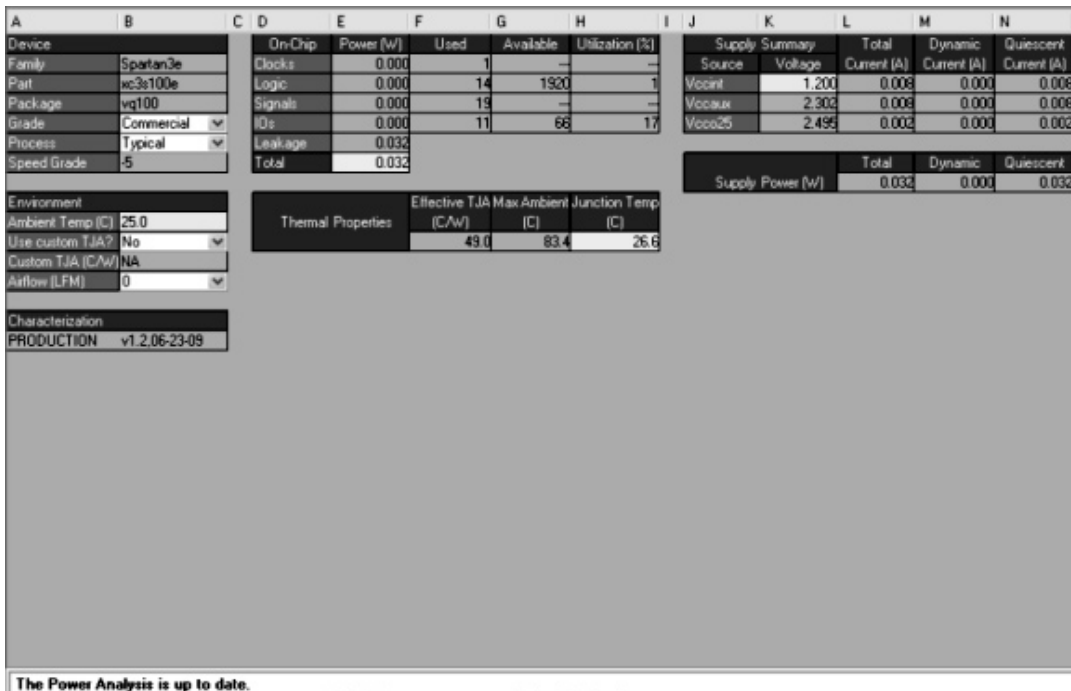 A B C D E F G H I J K L M N
Device On-Chip Power (W) Used Available Utilization (%) Supply Summary Total Dynamic Quiescent
Family Spartan3e Clocks 0.000 1 --- --- Source Voltage Current (A) Current (A) Current (A)
Part xc3s100e Logic 0.000 14 1920 1 Vccint 1.200 0.008 0.000 0.008
Package vq100 Signals 0.000 19 --- --- Vccaux 2.302 0.008 0.000 0.008
Grade Commercial IOs 0.000 11 66 17 Vcco25 2.495 0.002 0.000 0.002
Process Typical Leakage 0.032
Speed Grade -5 Total 0.032 Total Dynamic Quiescent
Supply Power (W) 0.032 0.000 0.032
Environment Effective TJA Max Ambient Junction Temp
Ambient Temp (C) 25.0 Thermal Properties (C/W) (C) (C)
Use custom TJA? No 49.0 83.4 26.6
Custom TJA (C/W) NA
Airflow (LFM) 0
Characterization
PRODUCTION v1.2,06-23-09
The Power Analysis is up to date.